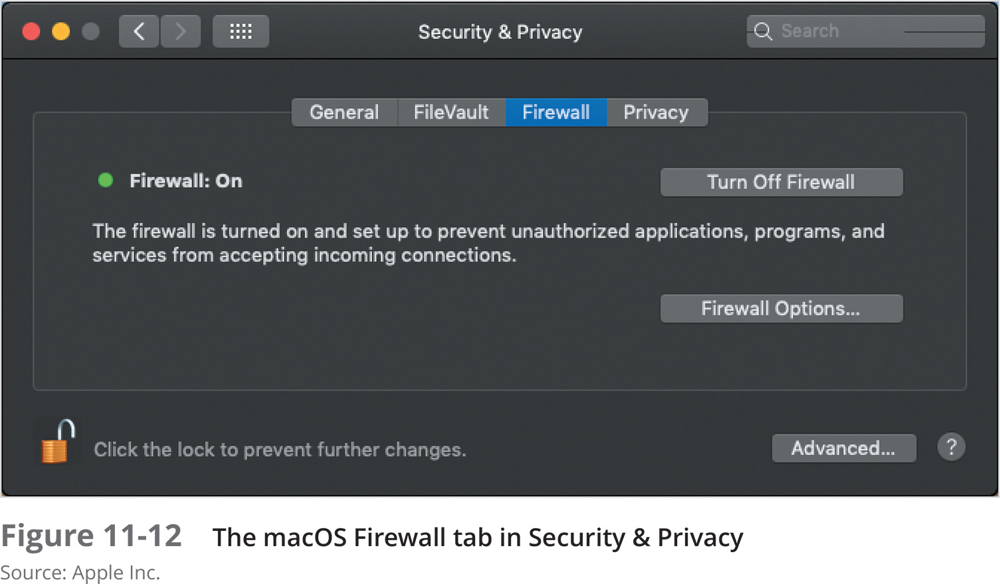 Security & Privacy
Search
General
FileVault
Firewall
Privacy
Firewall: On
Turn Off Firewall
The firewall is turned on and set up to prevent unauthorized applications, programs, and
services from accepting incoming connections.
Firewall Options...
Click the lock to prevent further changes.
Advanced...
?
Figure 11-12 The macOS Firewall tab in Security & Privacy
Source: Apple Inc.